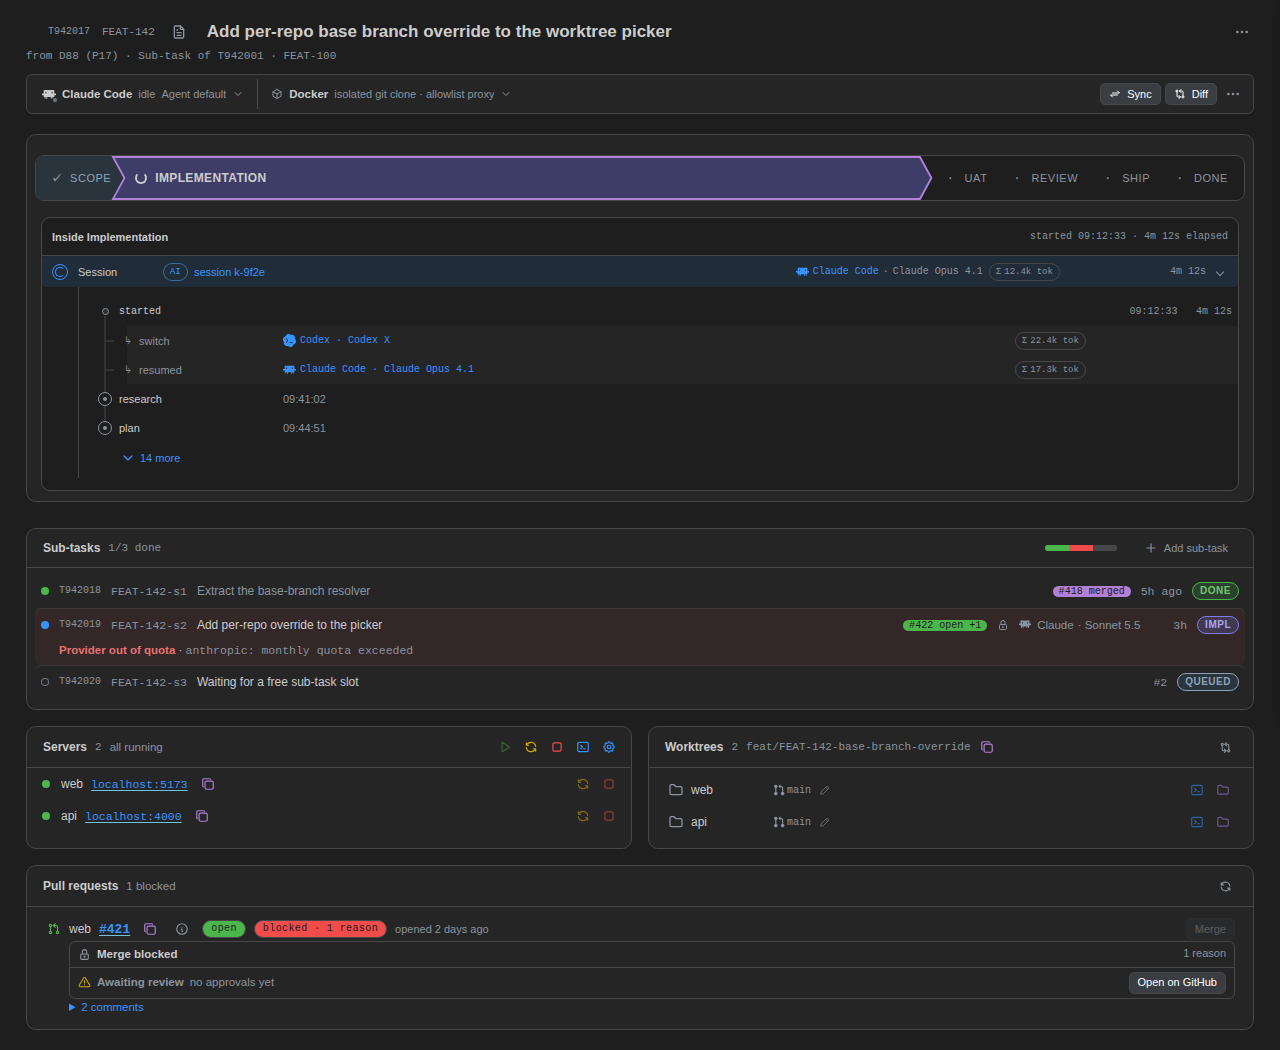 T942017 FEAT-142 Add per-repo base branch override to the worktree picker
from D88 (P17) · Sub-task of T942001 · FEAT-100
Claude Code idle Agent default Docker isolated git clone · allowlist proxy Sync Diff
SCOPE IMPLEMENTATION · UAT · REVIEW · SHIP · DONE
Inside Implementation started 09:12:33 · 4m 12s elapsed
Session AI session k-9f2e Claude Code · Claude Opus 4.1 Σ 12.4k tok 4m 12s
started 09:12:33 4m 12s
↳ switch Codex · Codex X Σ 22.4k tok
↳ resumed Claude Code · Claude Opus 4.1 Σ 17.3k tok
research 09:41:02
plan 09:44:51
14 more
Sub-tasks 1/3 done Add sub-task
T942018 FEAT-142-s1 Extract the base-branch resolver #418 merged 5h ago DONE
T942019 FEAT-142-s2 Add per-repo override to the picker #422 open +1 Claude · Sonnet 5.5 3h IMPL
Provider out of quota · anthropic: monthly quota exceeded
T942020 FEAT-142-s3 Waiting for a free sub-task slot #2 QUEUED
Servers 2 all running
web localhost:5173
api localhost:4000
Worktrees 2 feat/FEAT-142-base-branch-override
web main
api main
Pull requests 1 blocked
web #421 open blocked · 1 reason opened 2 days ago Merge
Merge blocked 1 reason
Awaiting review no approvals yet Open on GitHub
2 comments